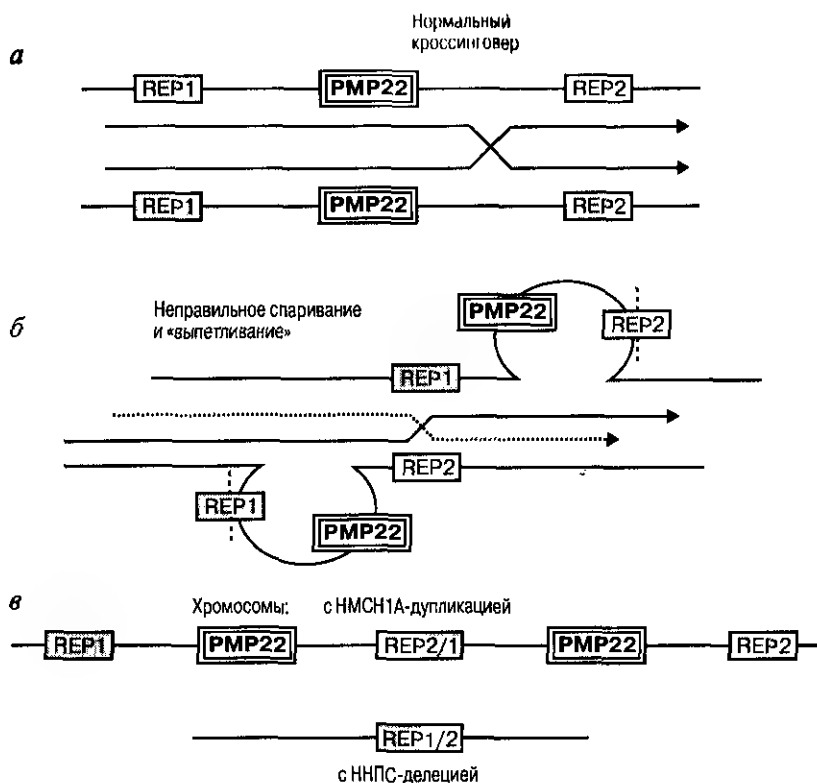 Нормальный
кроссинговер
а
REP1 PMP22 REP2
REP1 PMP22 REP2
Неправильное спаривание
и «выпетливание»
б
PMP22 REP2
REP1
REP2
REP1
PMP22
в
Хромосомы: с НМСН1А-дупликацией
REP1 PMP22 REP2/1 PMP22 REP2
REP1/2
с ННПС-делецией